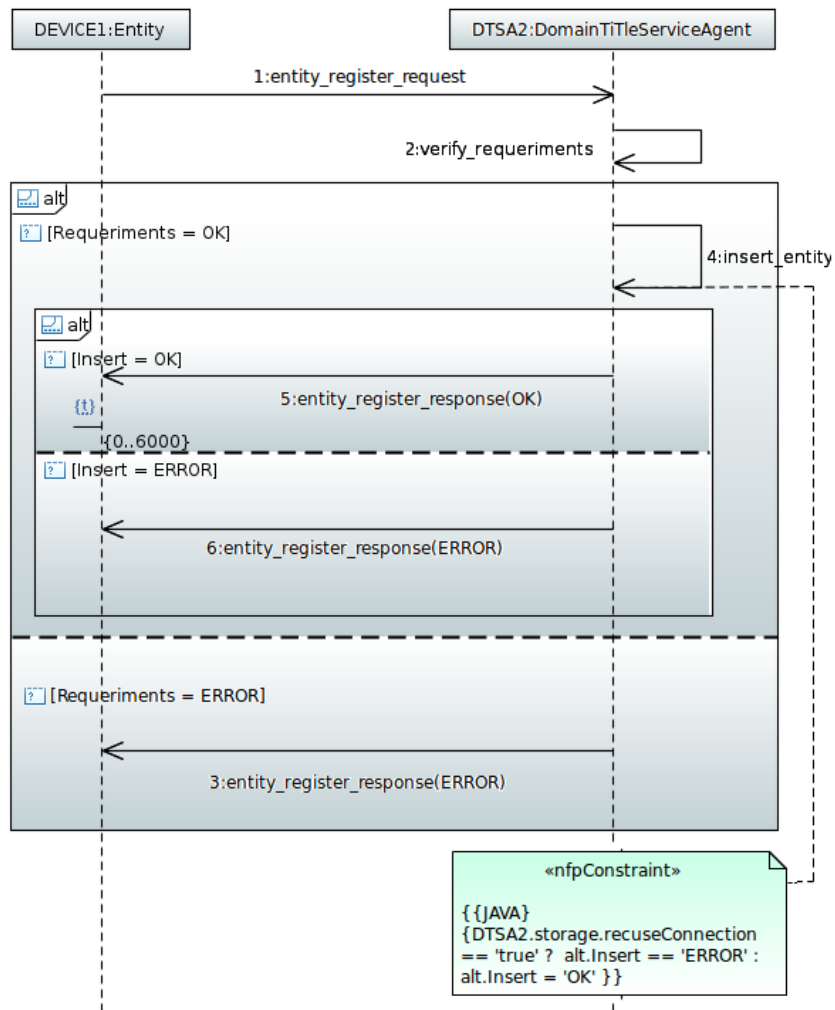 DEVICE1:Entity
DTSA2:DomainTiTleServiceAgent
1:entity_register_request
2:verify_requeriments
alt
[Requeriments = OK]
4:insert_entity
alt
[Insert = OK]
5:entity_register_response(OK)
{t}
{0..6000}
[Insert = ERROR]
6:entity_register_response(ERROR)
[Requeriments = ERROR]
3:entity_register_response(ERROR)
«nfpConstraint»
{{JAVA}
{DTSA2.storage.recuseConnection
== 'true' ? alt.Insert == 'ERROR' :
alt.Insert = 'OK' }}